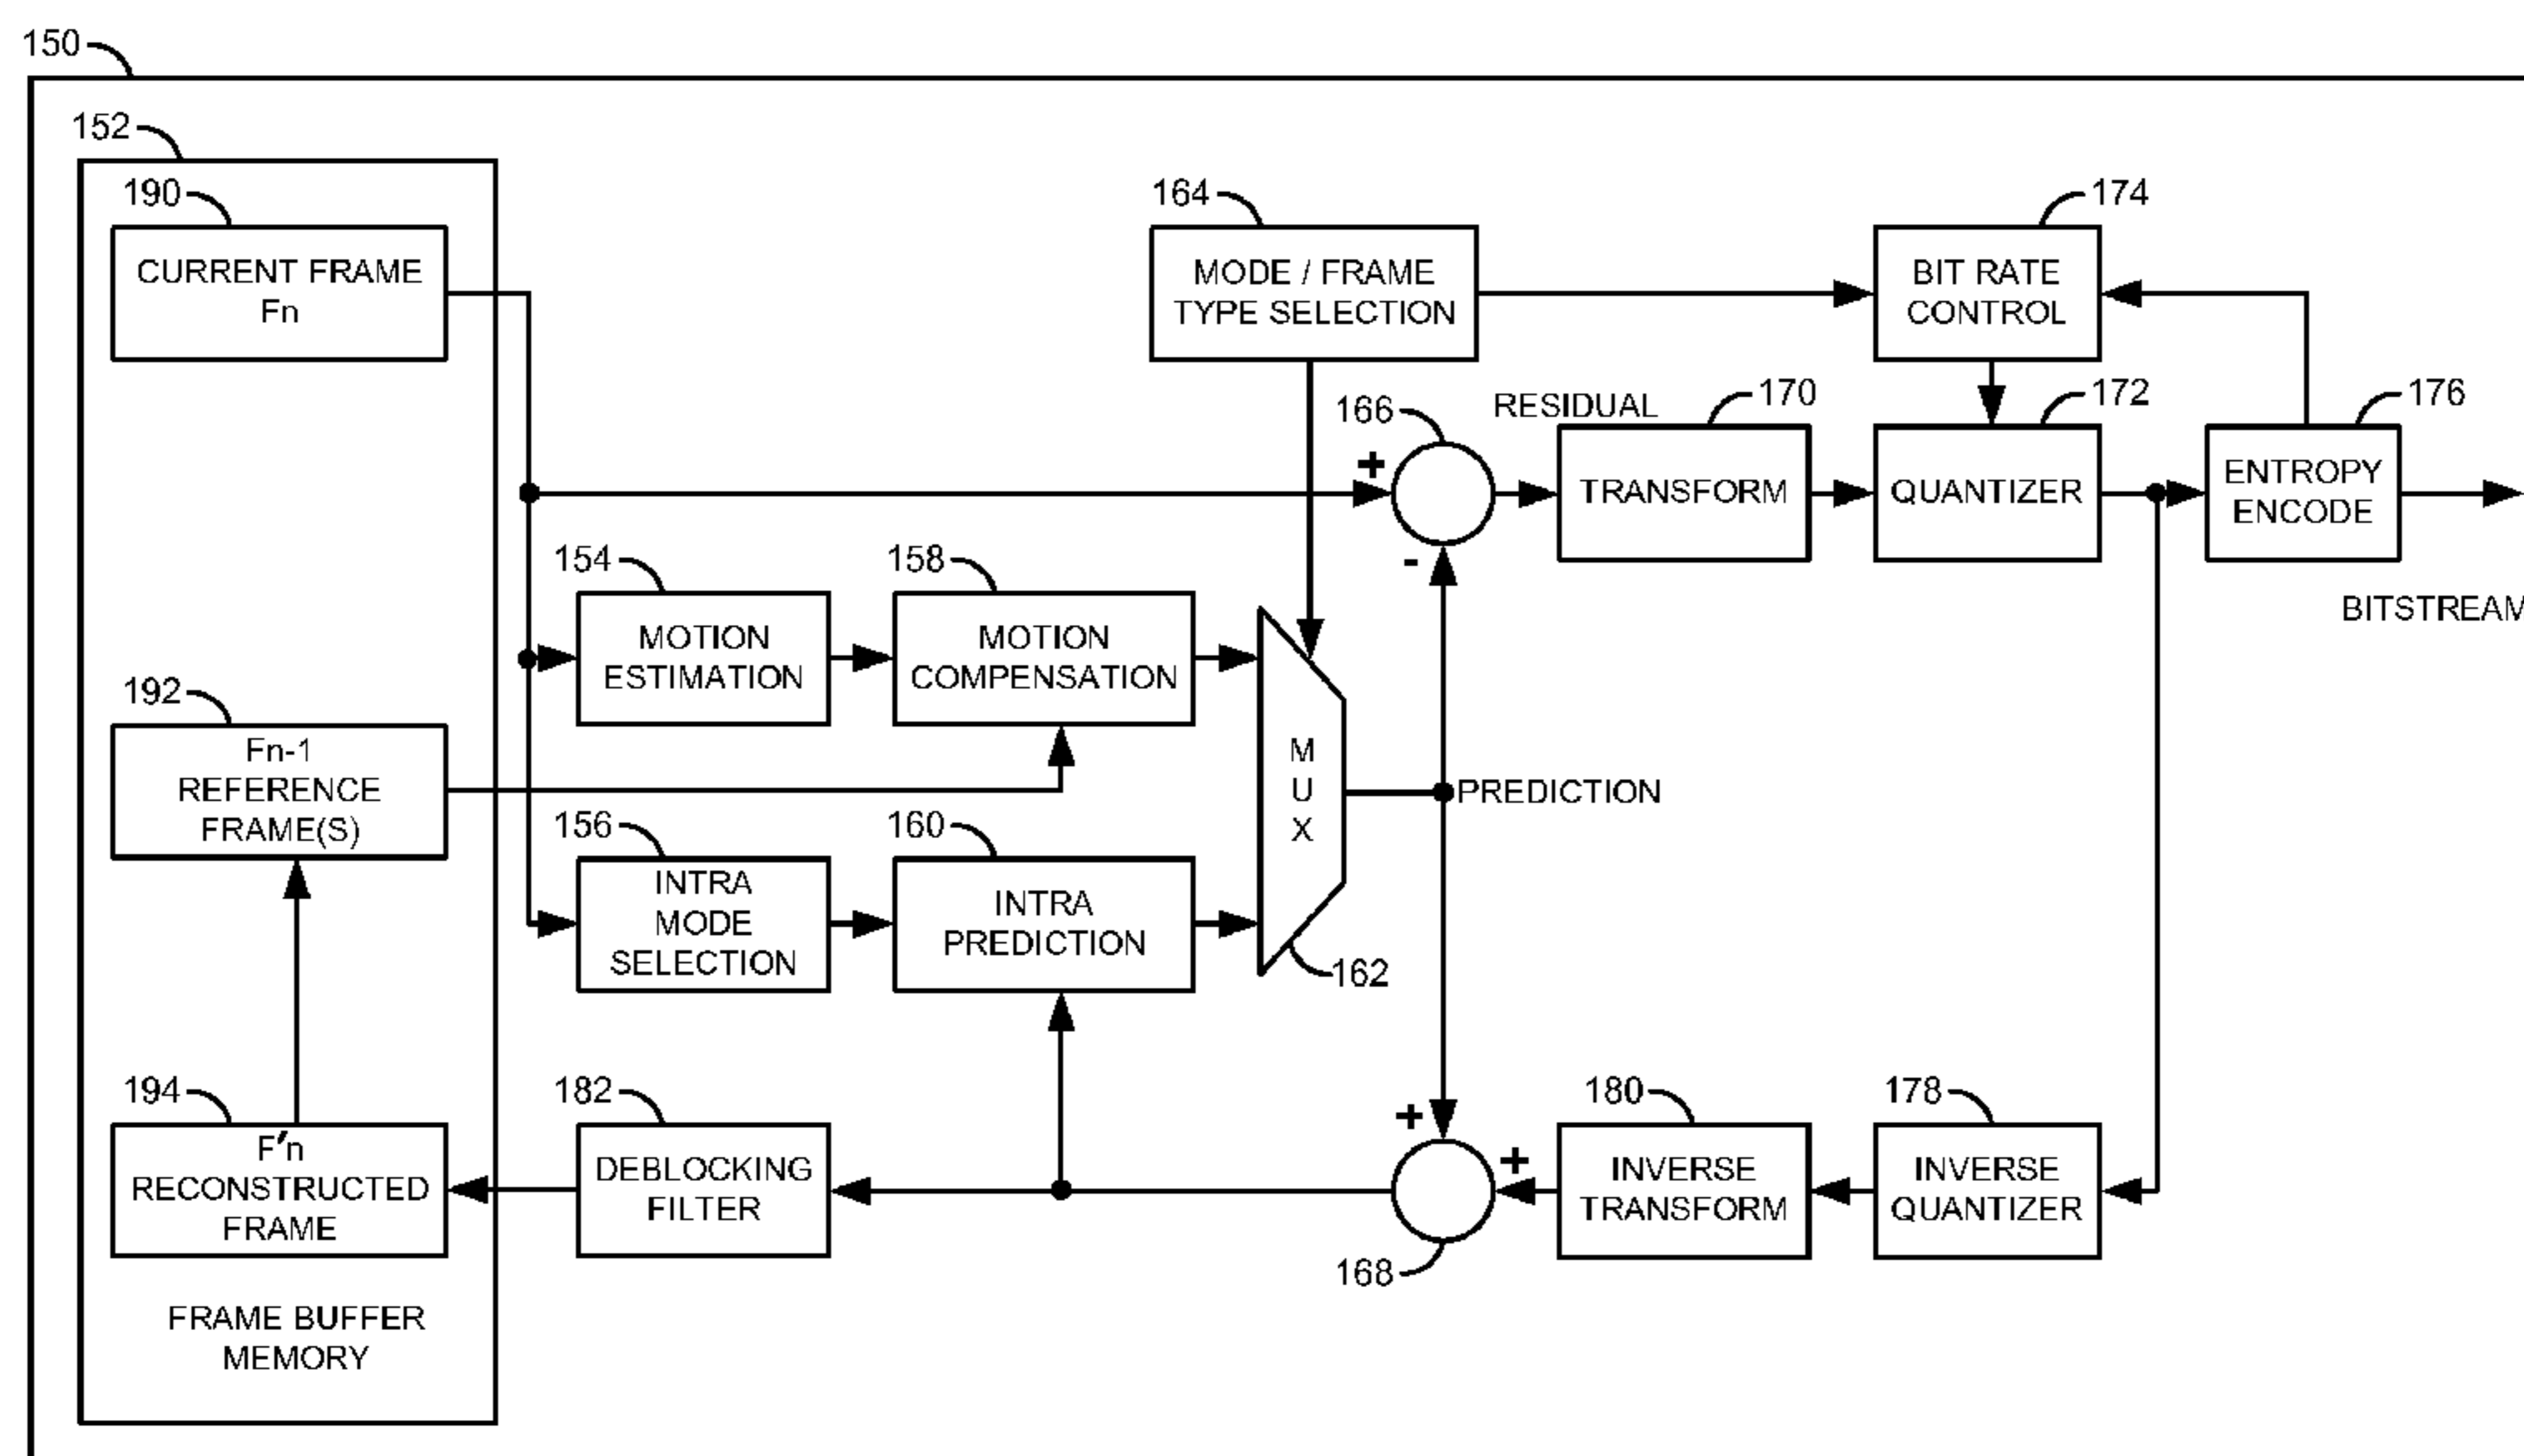 150
152
190
CURRENT FRAME
Fn
164
MODE / FRAME
TYPE SELECTION
174
BIT RATE
CONTROL
166
+
-
RESIDUAL
170
TRANSFORM
172
QUANTIZER
176
ENTROPY
ENCODE
BITSTREAM
154
MOTION
ESTIMATION
158
MOTION
COMPENSATION
192
Fn-1
REFERENCE
FRAME(S)
M
U
X
162
PREDICTION
156
INTRA
MODE
SELECTION
160
INTRA
PREDICTION
194
F'n
RECONSTRUCTED
FRAME
182
DEBLOCKING
FILTER
+
+
168
180
INVERSE
TRANSFORM
178
INVERSE
QUANTIZER
FRAME BUFFER
MEMORY